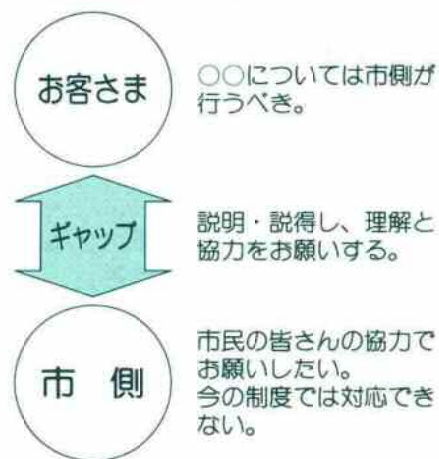 お客さま
○○については市側が
行うべき。
ギャップ
説明・説得し、理解と
協力をお願いする。
市　側
市民の皆さんの協力で
お願いしたい。
今の制度では対応でき
ない。